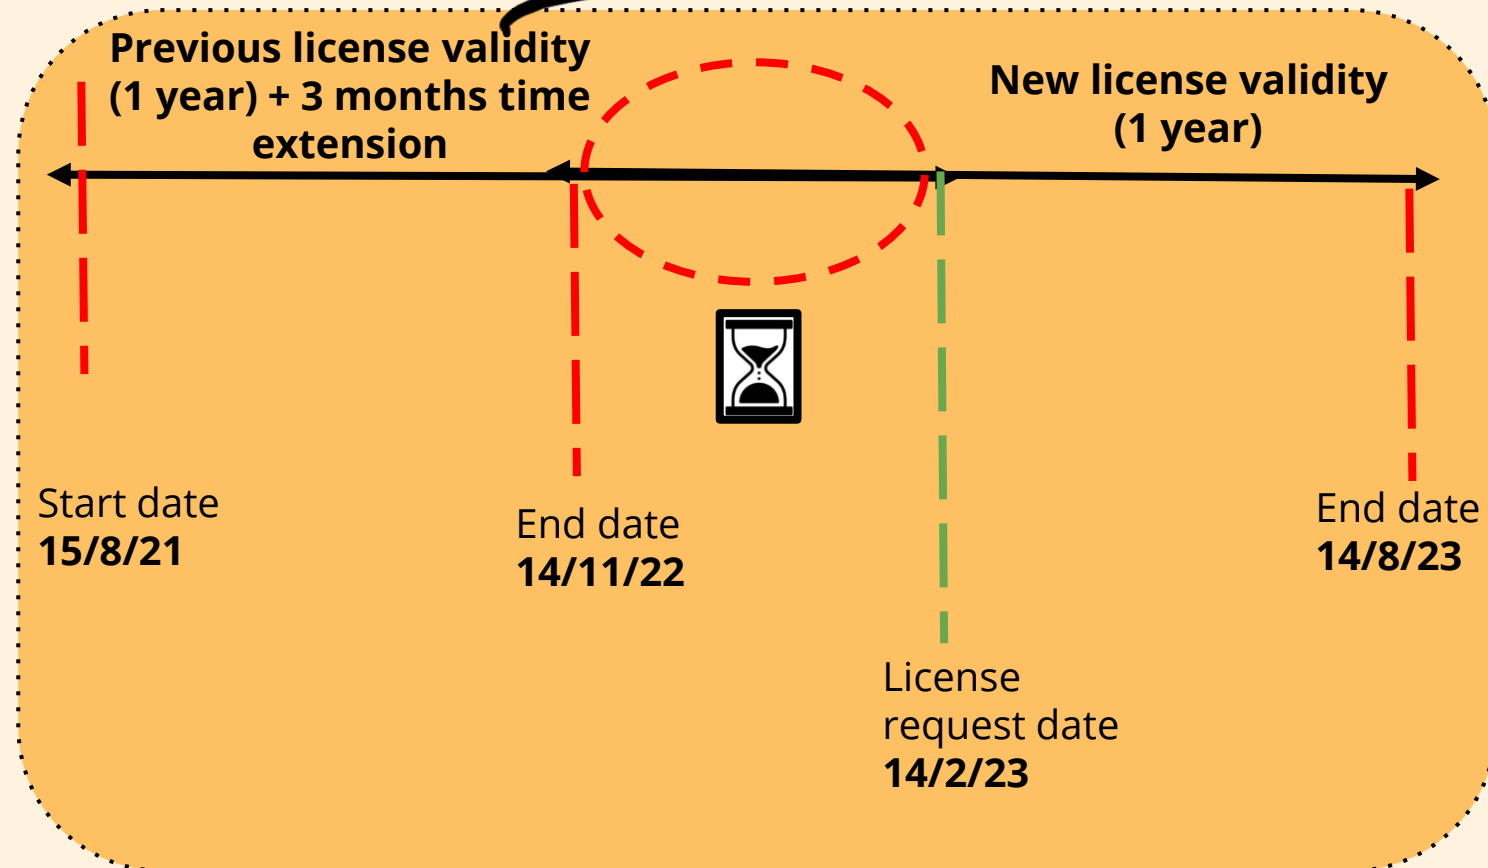 Previous license validity
(1 year) + 3 months time
extension
New license validity
(1 year)
Start date
15/8/21
End date
14/11/22
License
request date
14/2/23
End date
14/8/23